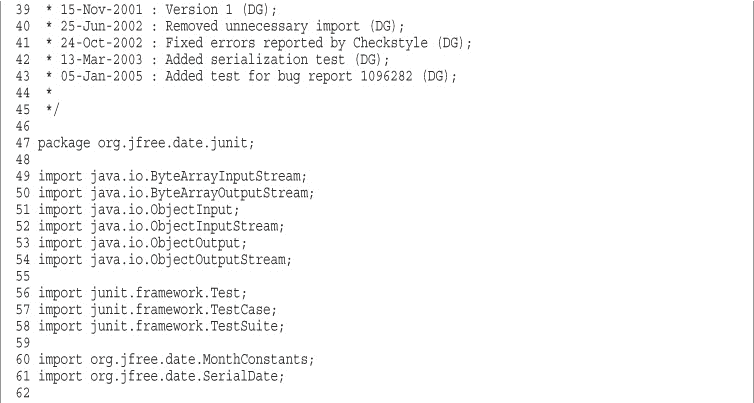 39  * 15-Nov-2001 : Version 1 (DG);
40  * 25-Jun-2002 : Removed unnecessary import (DG);
41  * 24-Oct-2002 : Fixed errors reported by Checkstyle (DG);
42  * 13-Mar-2003 : Added serialization test (DG);
43  * 05-Jan-2005 : Added test for bug report 1096282 (DG);
44  *
45  */
46
47 package org.jfree.date.junit;
48
49 import java.io.ByteArrayInputStream;
50 import java.io.ByteArrayOutputStream;
51 import java.io.ObjectInput;
52 import java.io.ObjectInputStream;
53 import java.io.ObjectOutput;
54 import java.io.ObjectOutputStream;
55
56 import junit.framework.Test;
57 import junit.framework.TestCase;
58 import junit.framework.TestSuite;
59
60 import org.jfree.date.MonthConstants;
61 import org.jfree.date.SerialDate;
62